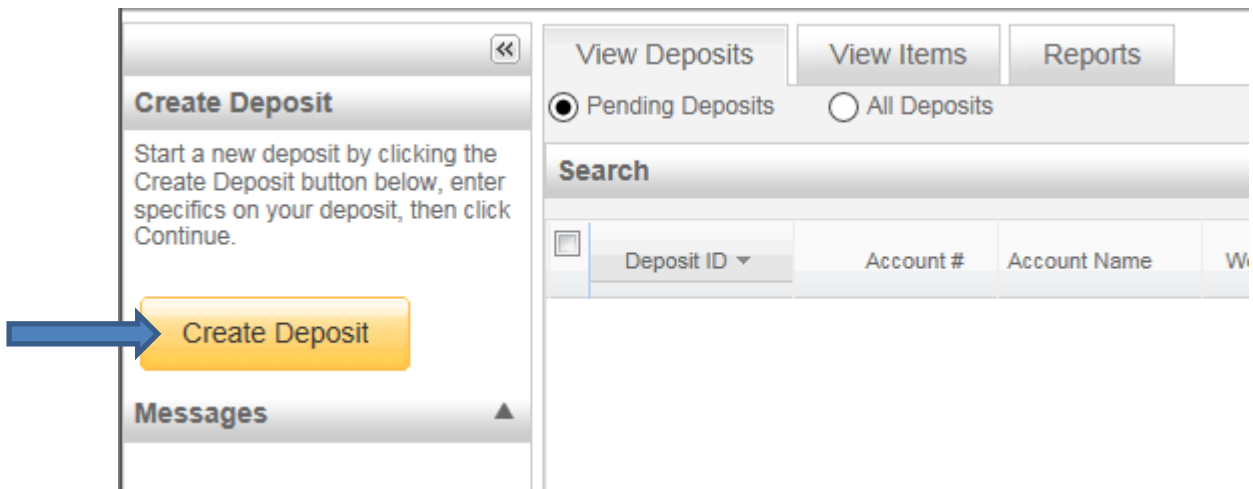 View Deposits View Items Reports
Create Deposit
Pending Deposits All Deposits
Start a new deposit by clicking the
Create Deposit button below, enter
specifics on your deposit, then click
Continue.
Search
Deposit ID Account # Account Name
Create Deposit
Messages